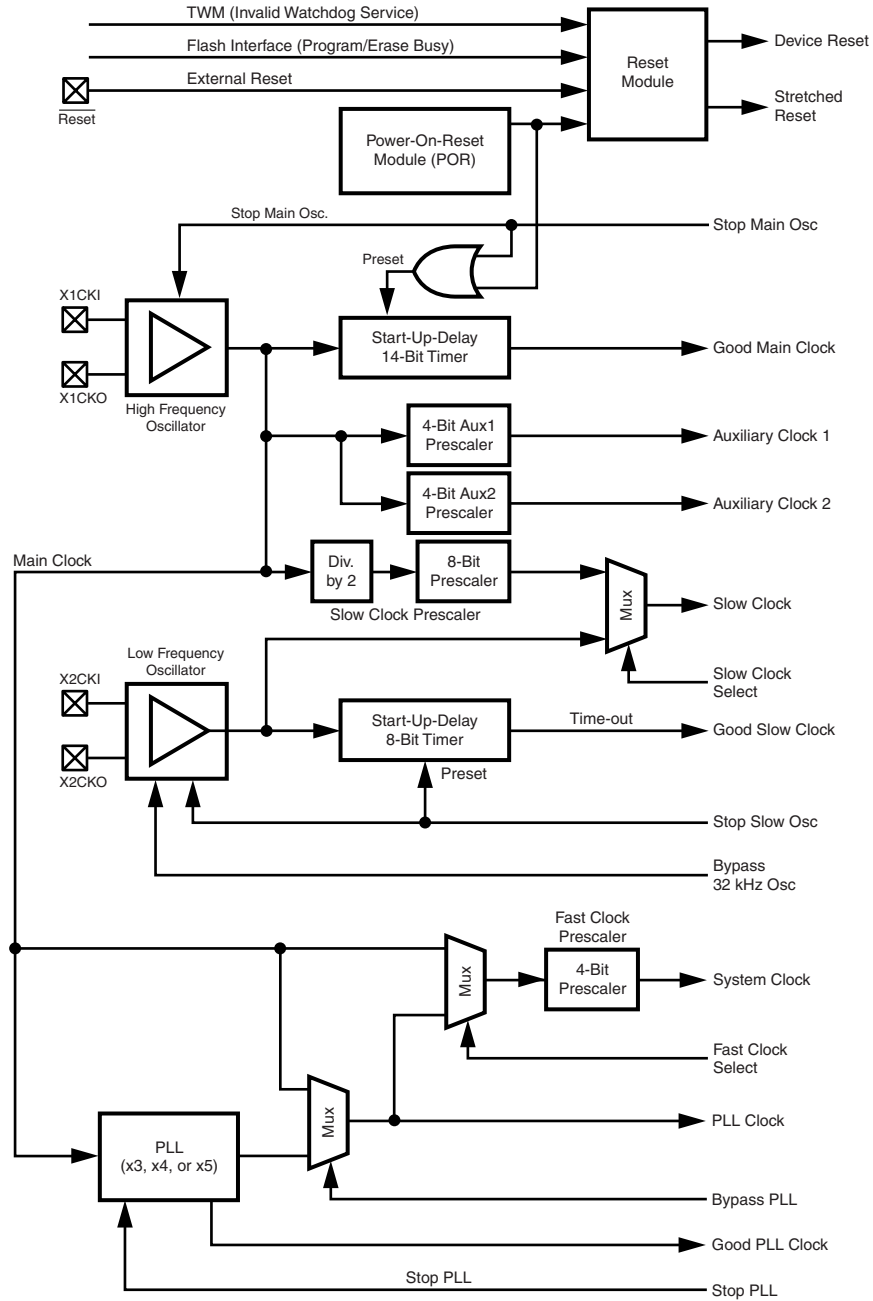 TWM (Invalid Watchdog Service)
Flash Interface (Program/Erase Busy)
External Reset
Reset
Reset
Module
Device Reset
Stretched
Reset
Power-On-Reset
Module (POR)
Stop Main Osc.
Stop Main Osc
Preset
X1CKI
X1CKO
High Frequency
Oscillator
Start-Up-Delay
14-Bit Timer
Good Main Clock
4-Bit Aux1
Prescaler
Auxiliary Clock 1
4-Bit Aux2
Prescaler
Auxiliary Clock 2
Main Clock
Div.
by 2
8-Bit
Prescaler
Slow Clock Prescaler
Mux
Slow Clock
Slow Clock
Select
Low Frequency
Oscillator
X2CKI
X2CKO
Start-Up-Delay
8-Bit Timer
Time-out
Good Slow Clock
Preset
Stop Slow Osc
Bypass
32 kHz Osc
Fast Clock
Prescaler
Mux
4-Bit
Prescaler
System Clock
Fast Clock
Select
Mux
PLL Clock
PLL
(x3, x4, or x5)
Bypass PLL
Good PLL Clock
Stop PLL
Stop PLL